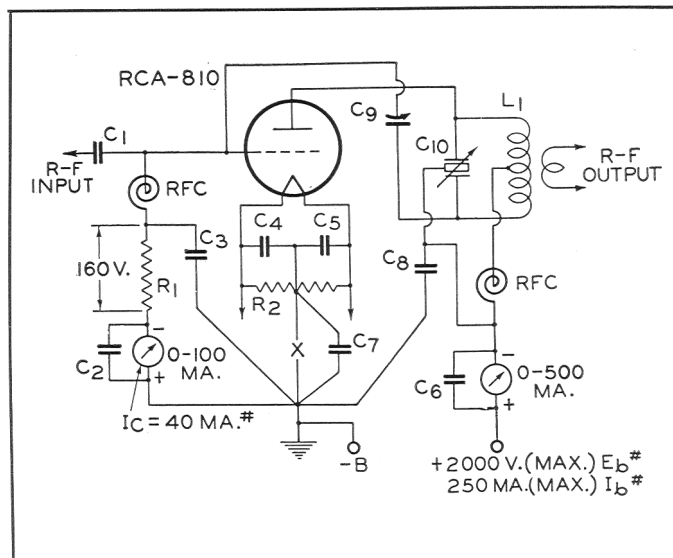 RCA-810
C1
R-F
INPUT
RFC
160 V.
R1
C2
C3
0-100
MA.
-
+
IC = 40 MA.#
C4
C5
R2
X
C7
-B
C9
C10
L1
R-F
OUTPUT
C8
RFC
C6
-
+
0-500
MA.
+2000 V.(MAX.) Eb#
250 MA.(MAX.) Ib#